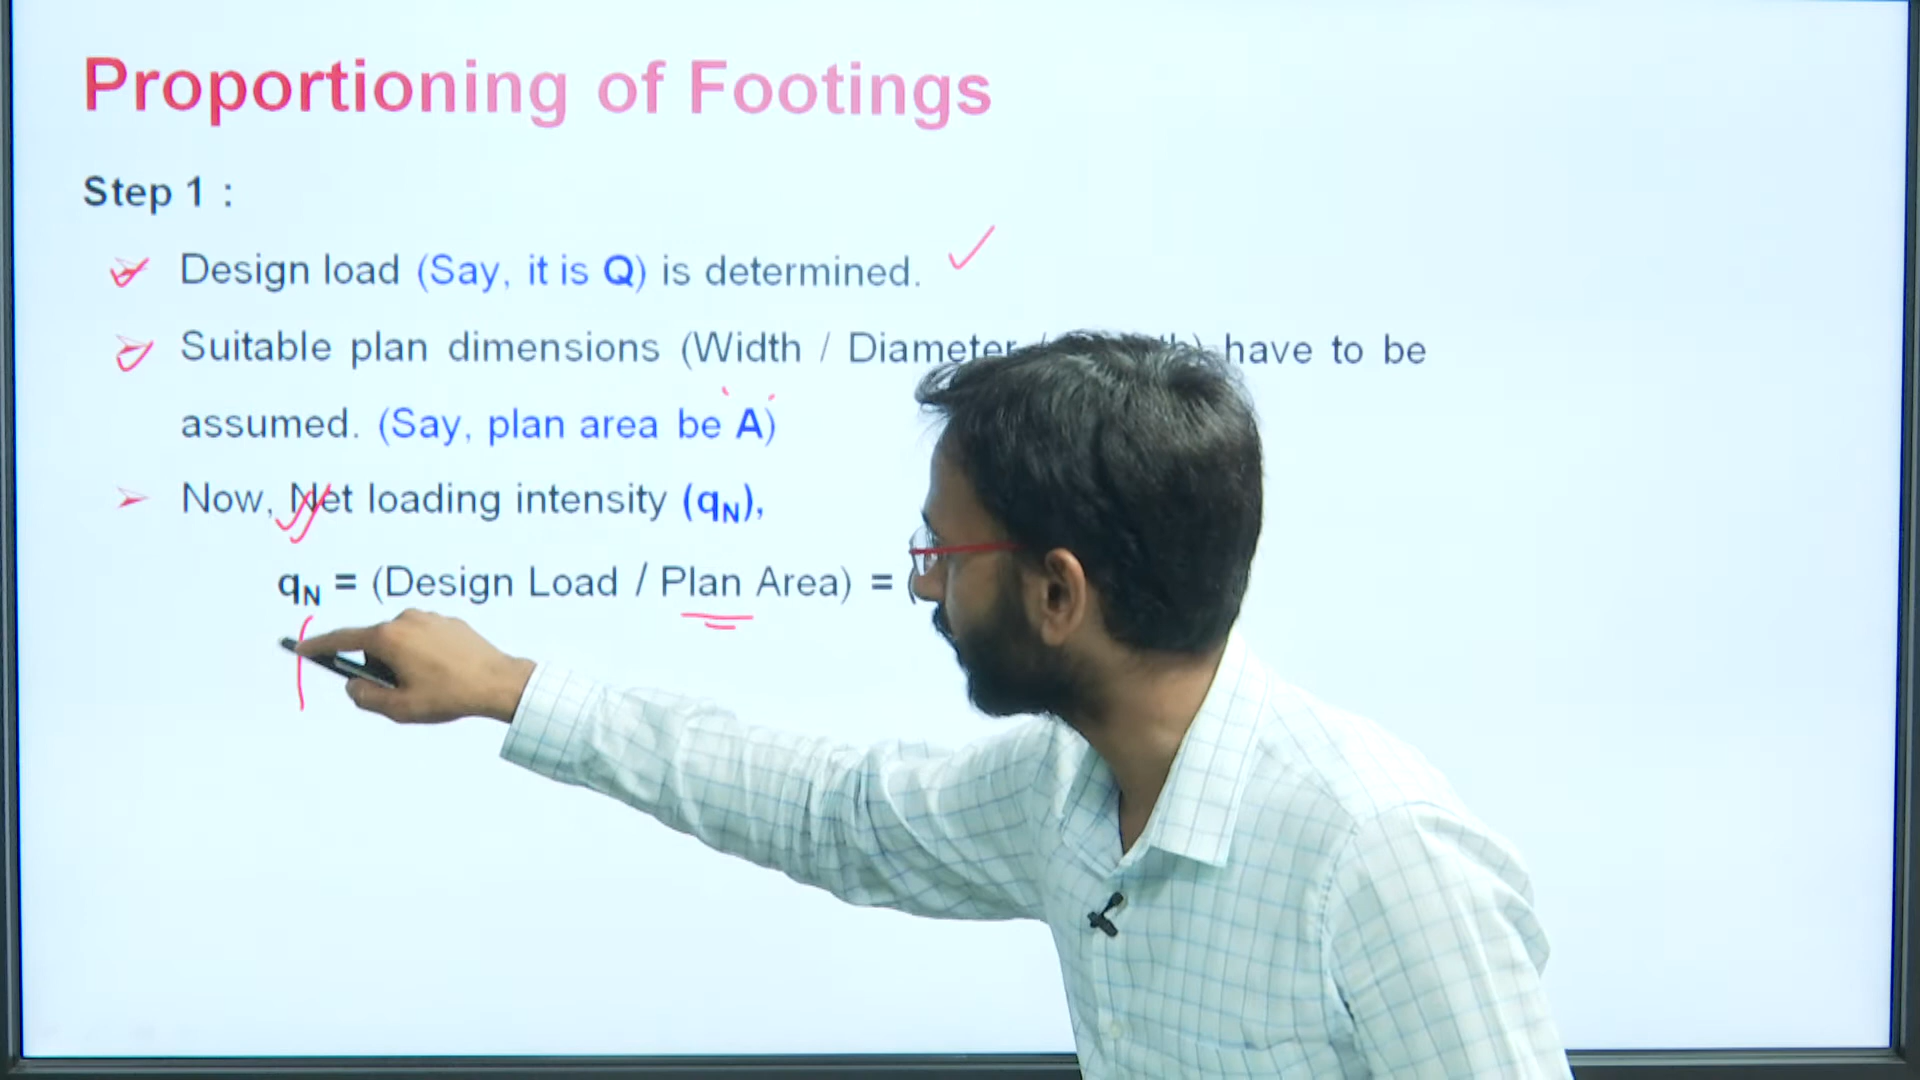 Proportioning of Footings
Step 1 :
➢ Design load (Say, it is Q) is determined.
➢ Suitable plan dimensions (Width / Diameter / have to be
assumed. (Say, plan area be A)
➢ Now, Net loading intensity (qN),
qN = (Design Load / Plan Area) = (